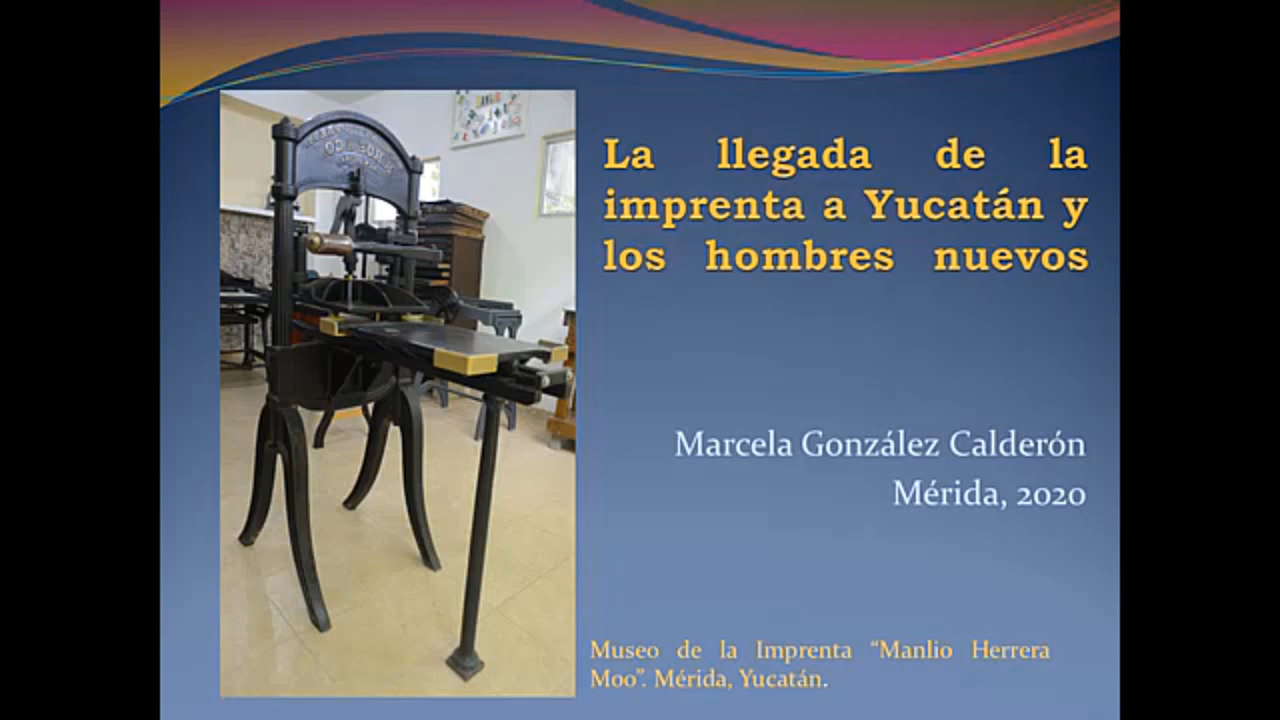 La llegada de la
imprenta a Yucatán y
los hombres nuevos
Marcela González Calderón
Mérida, 2020
Museo de la Imprenta “Manlio Herrera
Moo”. Mérida, Yucatán.